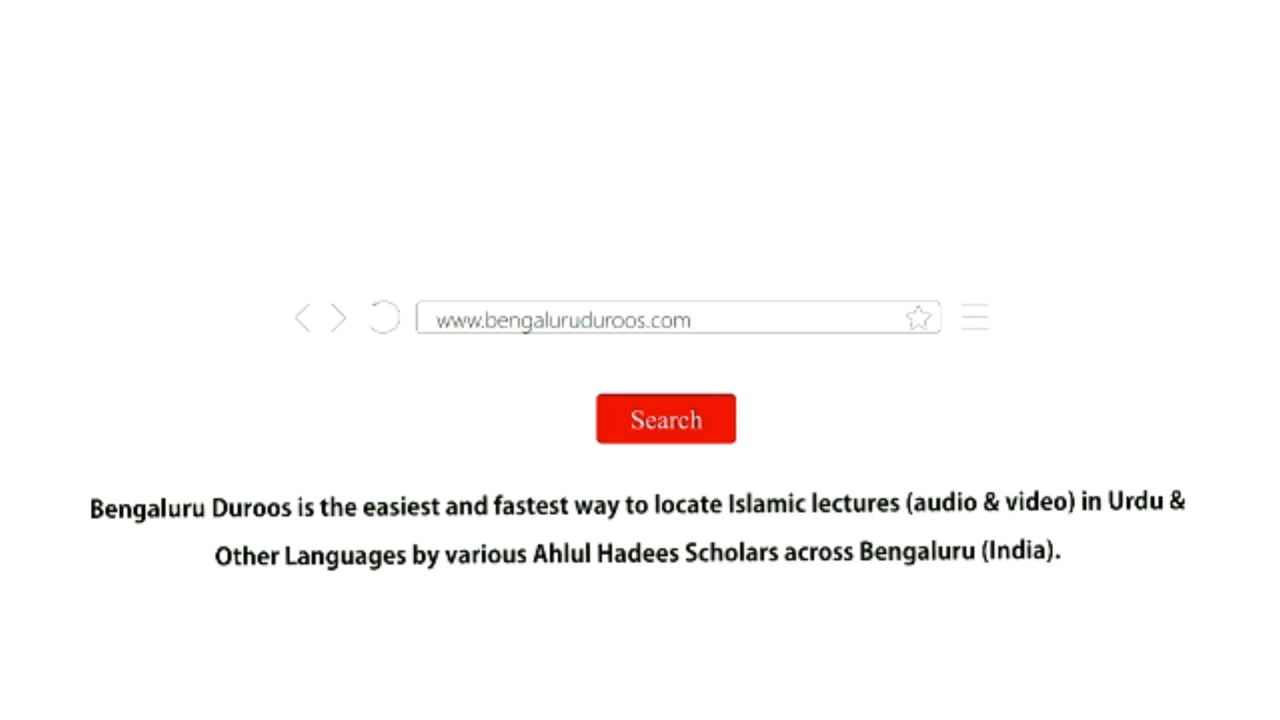 www.bengaluruduroos.com
Search
Bengaluru Duroos is the easiest and fastest way to locate Islamic lectures (audio & video) in Urdu &
Other Languages by various Ahlul Hadees Scholars across Bengaluru (India).